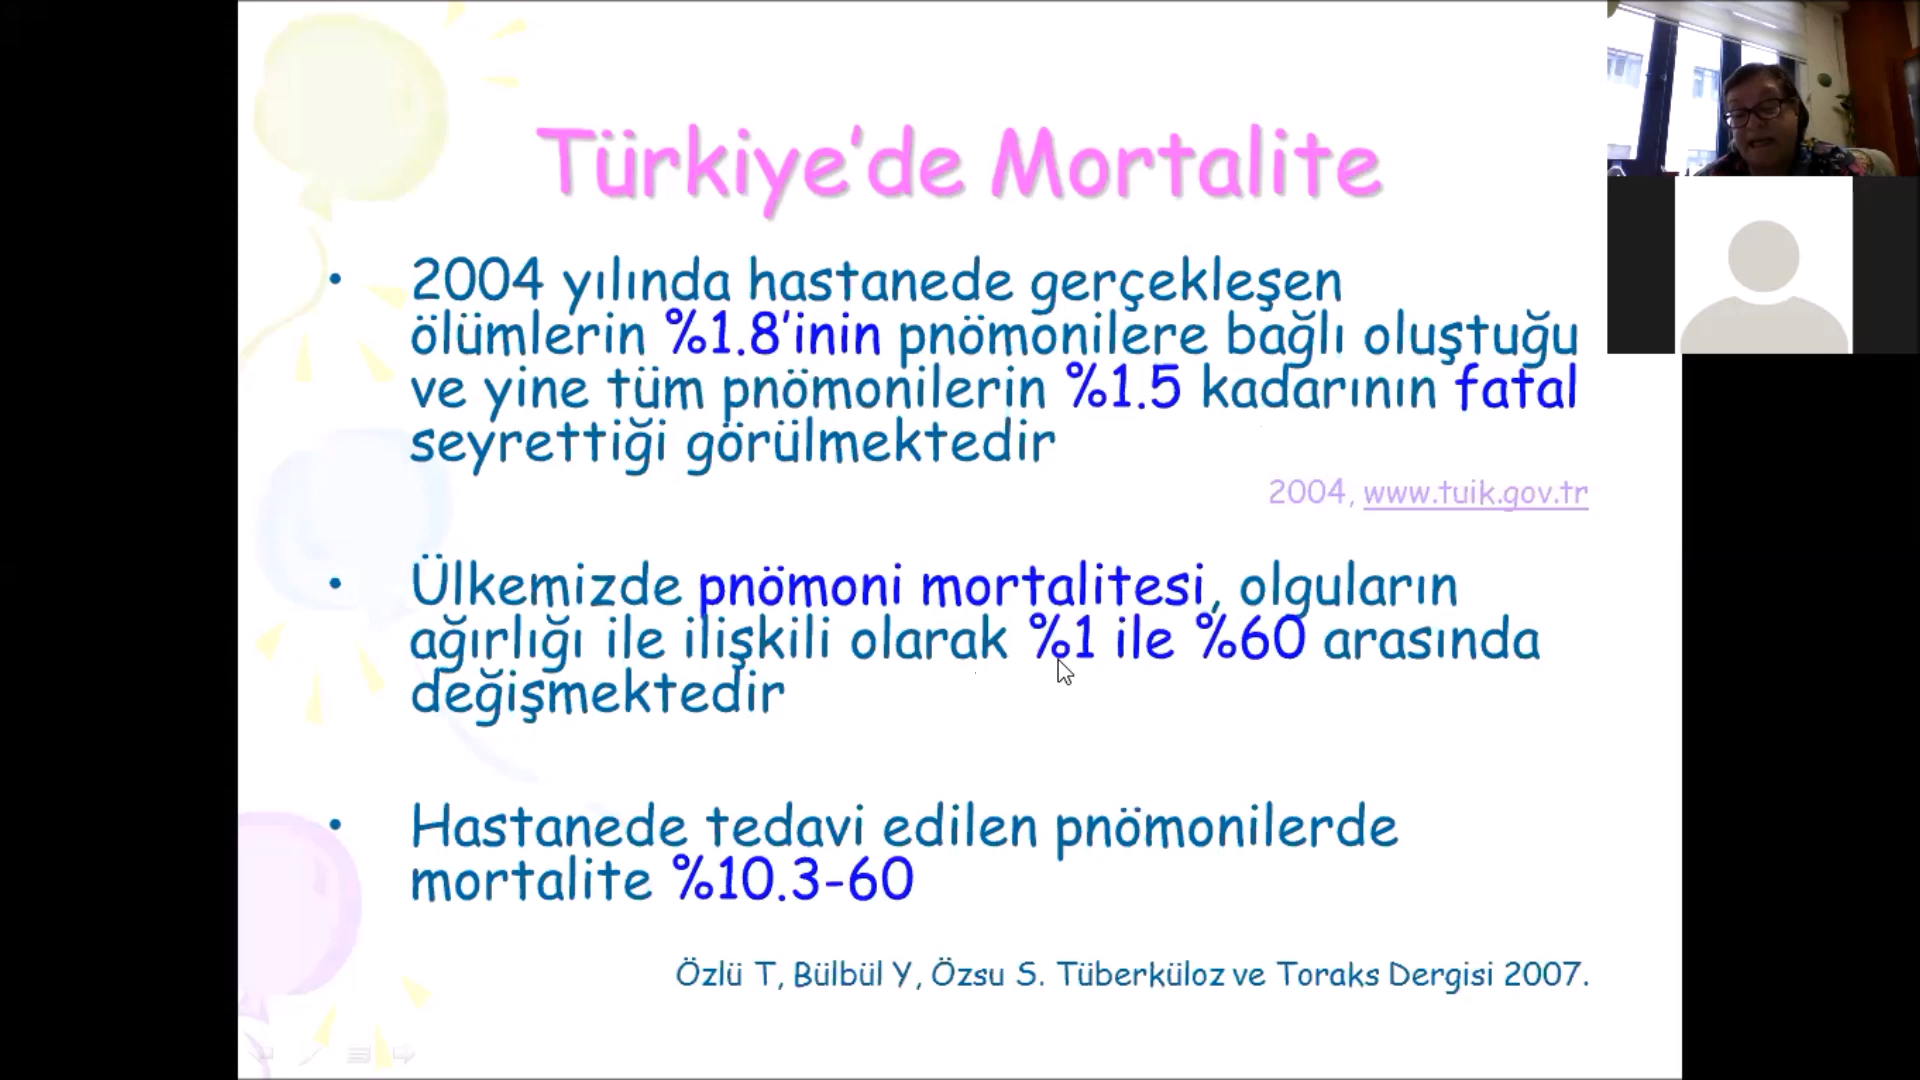 Türkiye'de Mortalite
• 2004 yılında hastanede gerçekleşen
ölümlerin %1.8'inin pnömonilere bağlı oluştuğu
ve yine tüm pnömonilerin %1.5 kadarının fatal
seyrettiği görülmektedir
2004, www.tuik.gov.tr
• Ülkemizde pnömoni mortalitesi, olguların
ağırlığı ile ilişkili olarak %1 ile %60 arasında
değişmektedir
• Hastanede tedavi edilen pnömonilerde
mortalite %10.3-60
Özlü T, Bülbül Y, Özsu S. Tüberküloz ve Toraks Dergisi 2007.